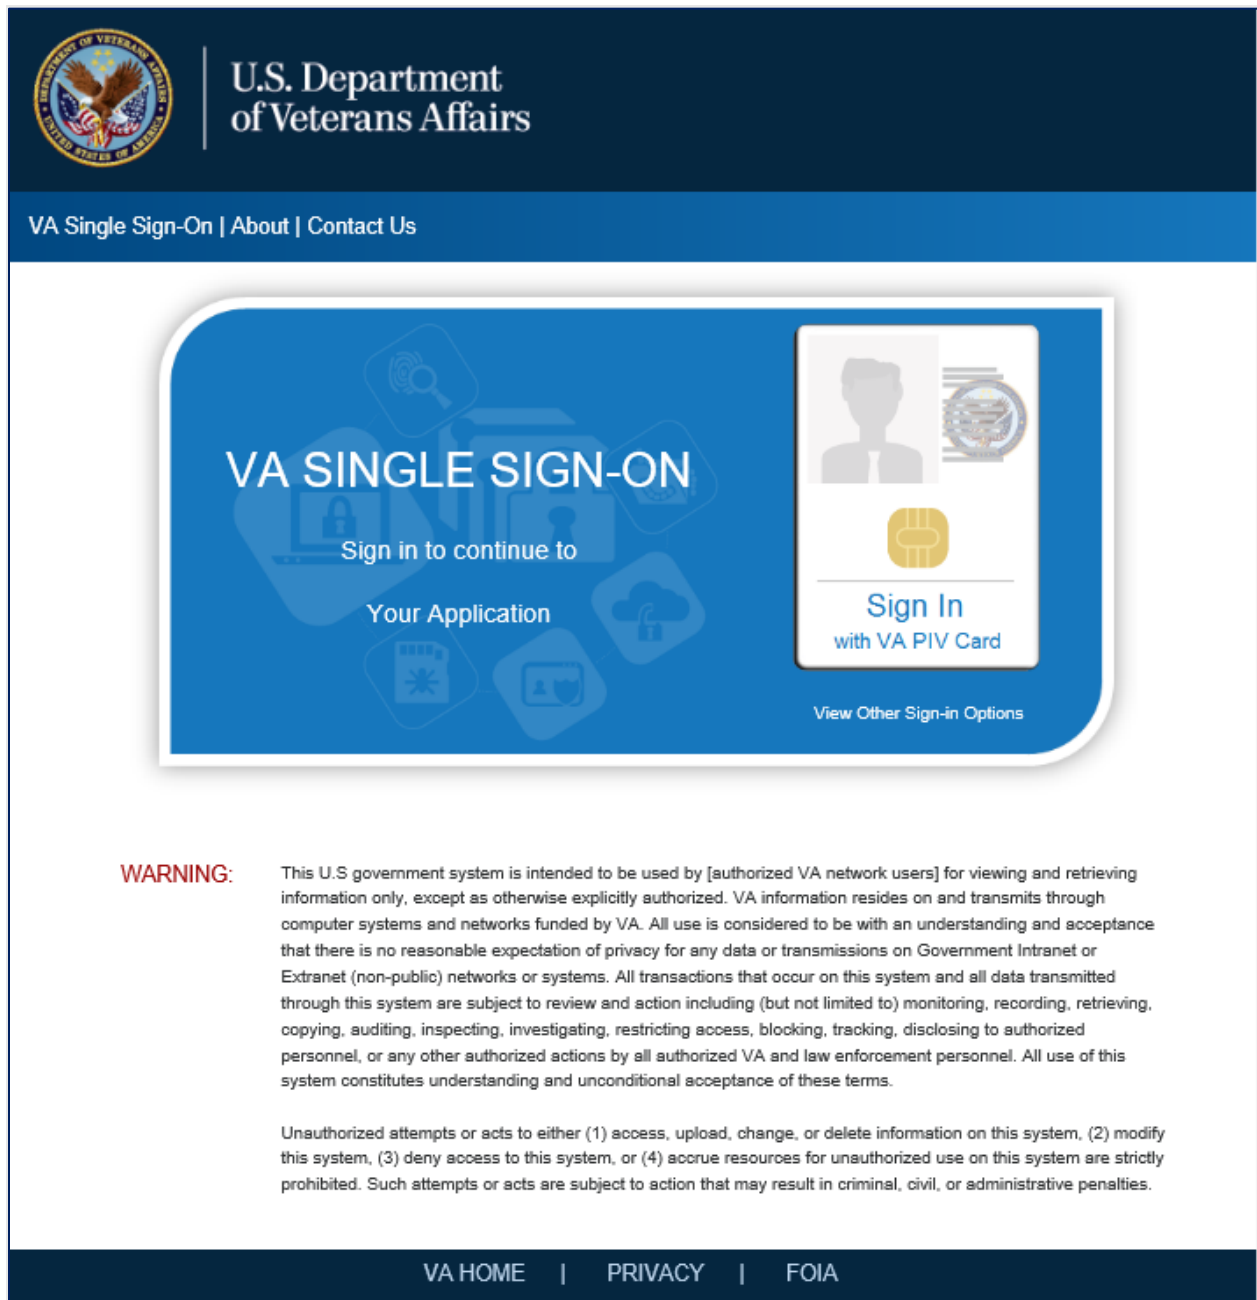 DEPARTMENT OF VETERANS AFFAIRS
UNITED STATES OF AMERICA
U.S. Department
of Veterans Affairs
VA Single Sign-On | About | Contact Us
VA SINGLE SIGN-ON
Sign in to continue to
Your Application
Sign In
with VA PIV Card
View Other Sign-in Options
WARNING:
This U.S government system is intended to be used by [authorized VA network users] for viewing and retrieving
information only, except as otherwise explicitly authorized. VA information resides on and transmits through
computer systems and networks funded by VA. All use is considered to be with an understanding and acceptance
that there is no reasonable expectation of privacy for any data or transmissions on Government Intranet or
Extranet (non-public) networks or systems. All transactions that occur on this system and all data transmitted
through this system are subject to review and action including (but not limited to) monitoring, recording, retrieving,
copying, auditing, inspecting, investigating, restricting access, blocking, tracking, disclosing to authorized
personnel, or any other authorized actions by all authorized VA and law enforcement personnel. All use of this
system constitutes understanding and unconditional acceptance of these terms.
Unauthorized attempts or acts to either (1) access, upload, change, or delete information on this system, (2) modify
this system, (3) deny access to this system, or (4) accrue resources for unauthorized use on this system are strictly
prohibited. Such attempts or acts are subject to action that may result in criminal, civil, or administrative penalties.
VA HOME | PRIVACY | FOIA